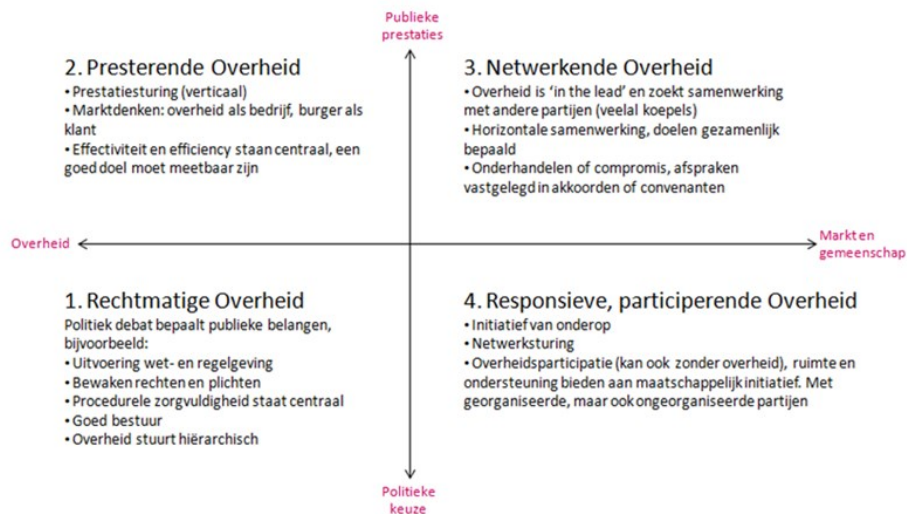 Publieke
prestaties
2. Presterende Overheid
• Prestatiesturing (verticaal)
• Marktdenken: overheid als bedrijf, burger als
klant
• Effectiviteit en efficiency staan centraal, een
goed doel moet meetbaar zijn
3. Netwerkende Overheid
• Overheid is ‘in the lead’ en zoekt samenwerking
met andere partijen (veelal koepels)
• Horizontale samenwerking, doelen gezamenlijk
bepaald
• Onderhandelen of compromis, afspraken
vastgelegd in akkoorden of convenanten
Overheid
Markt en
gemeenschap
1. Rechtmatige Overheid
Politiek debat bepaalt publieke belangen,
bijvoorbeeld:
• Uitvoering wet- en regelgeving
• Bewaken rechten en plichten
• Procedurele zorgvuldigheid staat centraal
• Goed bestuur
• Overheid stuurt hiërarchisch
4. Responsieve, participerende Overheid
• Initiatief van onderop
• Netwerksturing
• Overheidsparticipatie (kan ook zonder overheid), ruimte en
ondersteuning bieden aan maatschappelijk initiatief. Met
georganiseerde, maar ook ongeorganiseerde partijen
Politieke
keuze